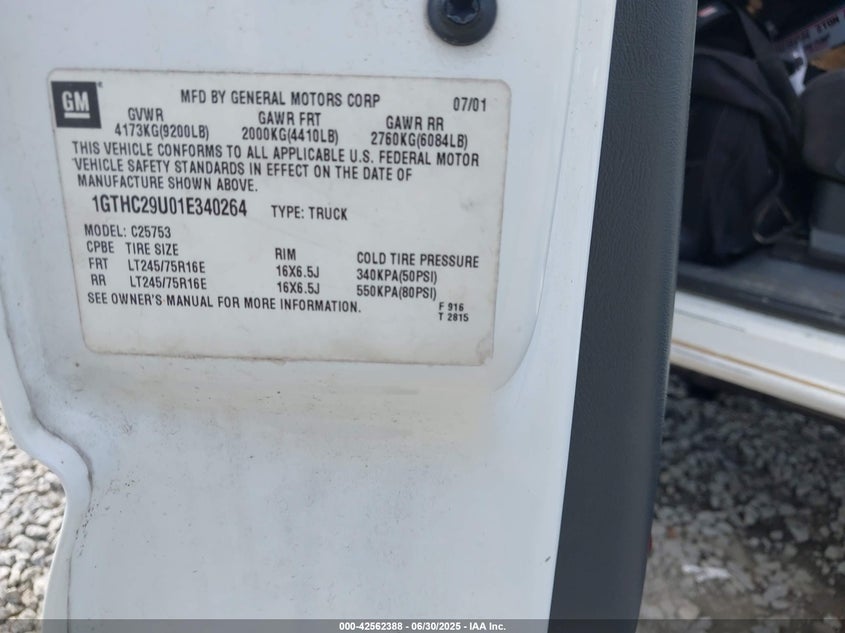 GM
MFD BY GENERAL MOTORS CORP 07/01
GVWR GAWR FRT GAWR RR
4173KG(9200LB) 2000KG(4410LB) 2760KG(6084LB)
THIS VEHICLE CONFORMS TO ALL APPLICABLE U.S. FEDERAL MOTOR
VEHICLE SAFETY STANDARDS IN EFFECT ON THE DATE OF
MANUFACTURE SHOWN ABOVE.
1GTHC29U01E340264 TYPE: TRUCK
MODEL: C25753
CPBE TIRE SIZE RIM COLD TIRE PRESSURE
FRT LT245/75R16E 16X6.5J 340KPA(50PSI)
RR LT245/75R16E 16X6.5J 550KPA(80PSI)
SEE OWNER'S MANUAL FOR MORE INFORMATION.
F 916
T 2815
000-42562388 - 06/30/2025 - IAA Inc.